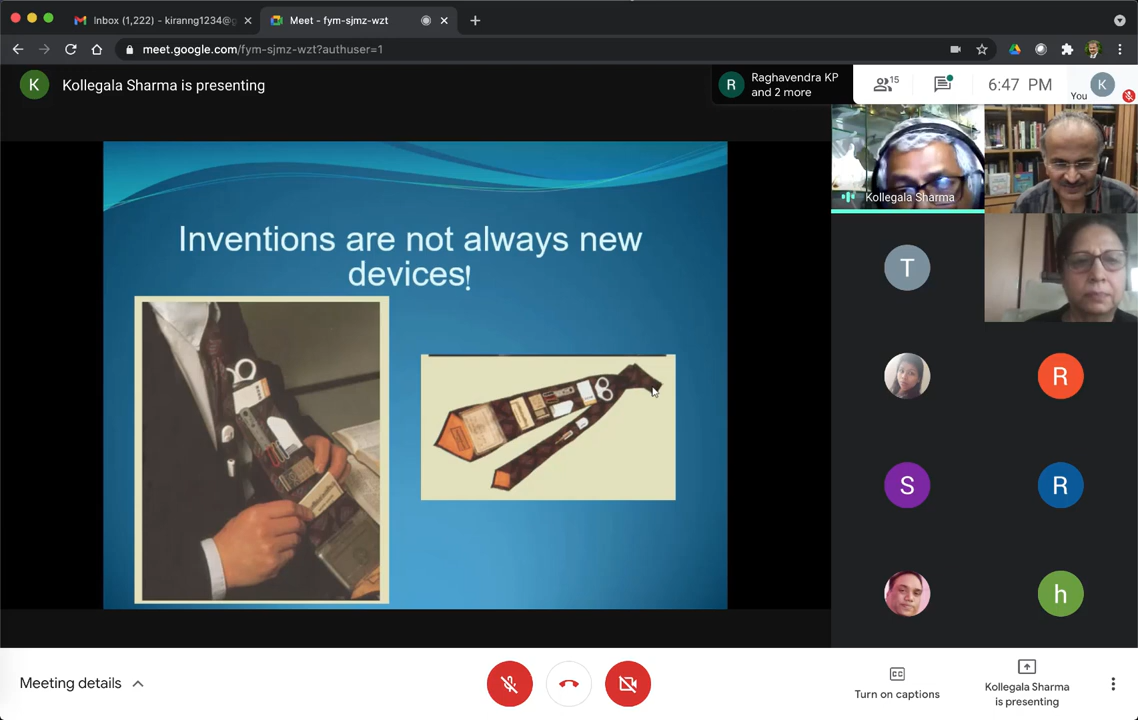 Inbox (1,222) - kiranng1234@g
Meet - fym-sjmz-wzt
meet.google.com/fym-sjmz-wzt?authuser=1
K
Kollegala Sharma is presenting
R
Raghavendra KP
and 2 more
15
6:47 PM
You
K
Kollegala Sharma
Inventions are not always new
devices!
T
R
S
R
h
Meeting details
CC
Turn on captions
Kollegala Sharma
is presenting